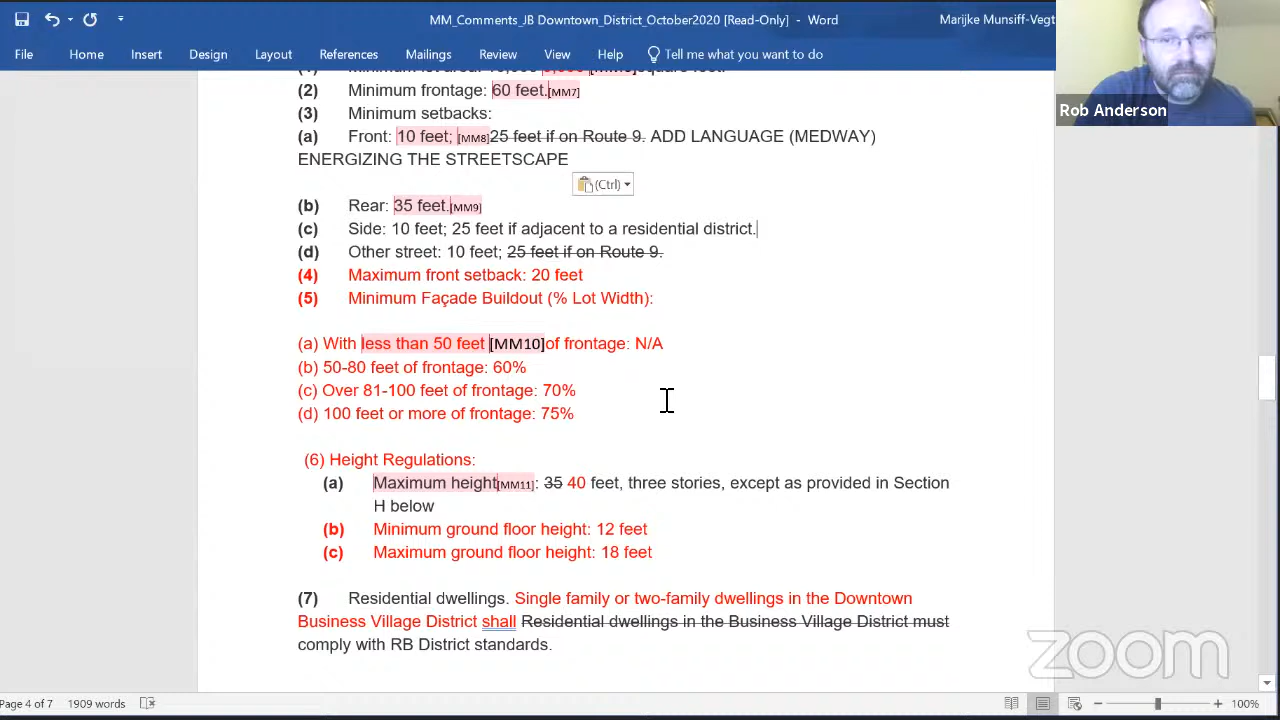 MM_Comments_JB Downtown_District_October2020 [Read-Only] - Word
Marijke Munsiff-Vegt
File Home Insert Design Layout References Mailings Review View Help Tell me what you want to do
Rob Anderson
(2) Minimum frontage: 60 feet.[MM7]
(3) Minimum setbacks:
(a) Front: 10 feet; [MM8]25 feet if on Route 9. ADD LANGUAGE (MEDWAY)
ENERGIZING THE STREETSCAPE
(Ctrl)
(b) Rear: 35 feet.[MM9]
(c) Side: 10 feet; 25 feet if adjacent to a residential district.
(d) Other street: 10 feet; 25 feet if on Route 9.
(4) Maximum front setback: 20 feet
(5) Minimum Façade Buildout (% Lot Width):
(a) With less than 50 feet [MM10]of frontage: N/A
(b) 50-80 feet of frontage: 60%
(c) Over 81-100 feet of frontage: 70%
(d) 100 feet or more of frontage: 75%
(6) Height Regulations:
(a) Maximum height[MM11]: 35 40 feet, three stories, except as provided in Section
H below
(b) Minimum ground floor height: 12 feet
(c) Maximum ground floor height: 18 feet
(7) Residential dwellings. Single family or two-family dwellings in the Downtown
Business Village District shall Residential dwellings in the Business Village District must
comply with RB District standards.
zoom
Page 4 of 7 1909 words
100%